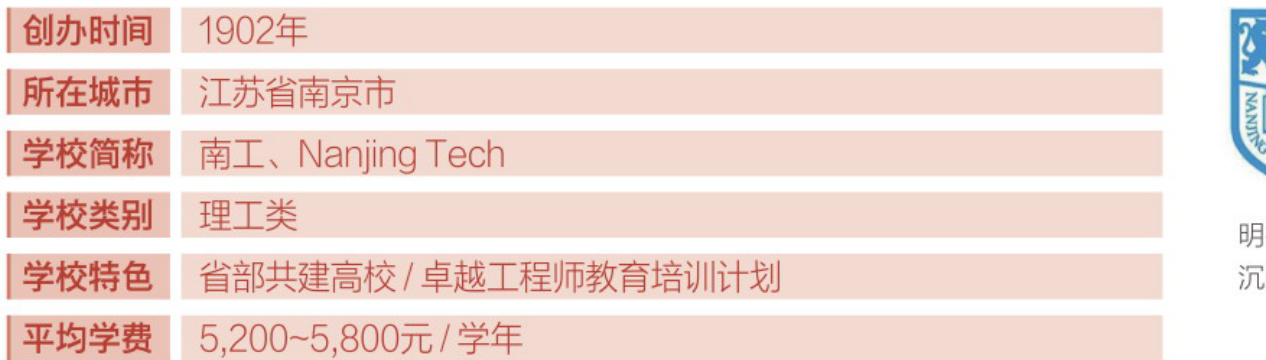 创办时间 1902年
所在城市 江苏省南京市
学校简称 南工、Nanjing Tech
学校类别 理工类
学校特色 省部共建高校 / 卓越工程师教育培训计划
平均学费 5,200~5,800元 / 学年
NANJING
明
沉